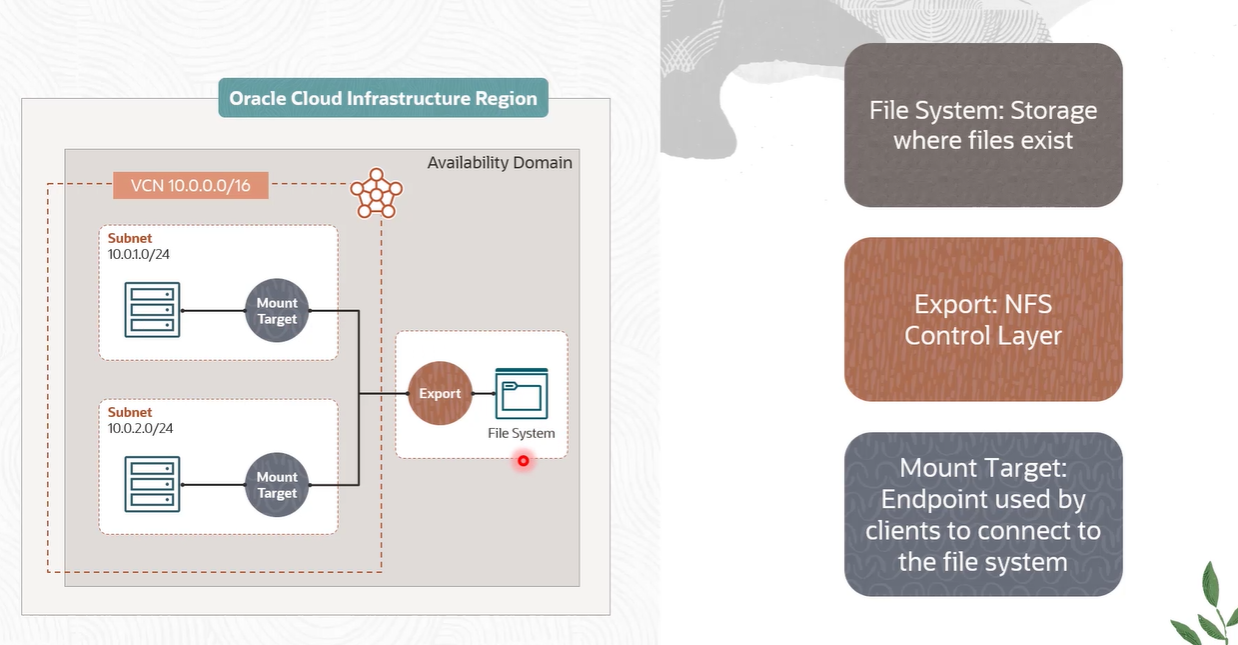 Oracle Cloud Infrastructure Region
Availability Domain
VCN 10.0.0.0/16
Subnet
10.0.1.0/24
Mount
Target
Subnet
10.0.2.0/24
Mount
Target
Export
File System
File System: Storage
where files exist
Export: NFS
Control Layer
Mount Target:
Endpoint used by
clients to connect to
the file system